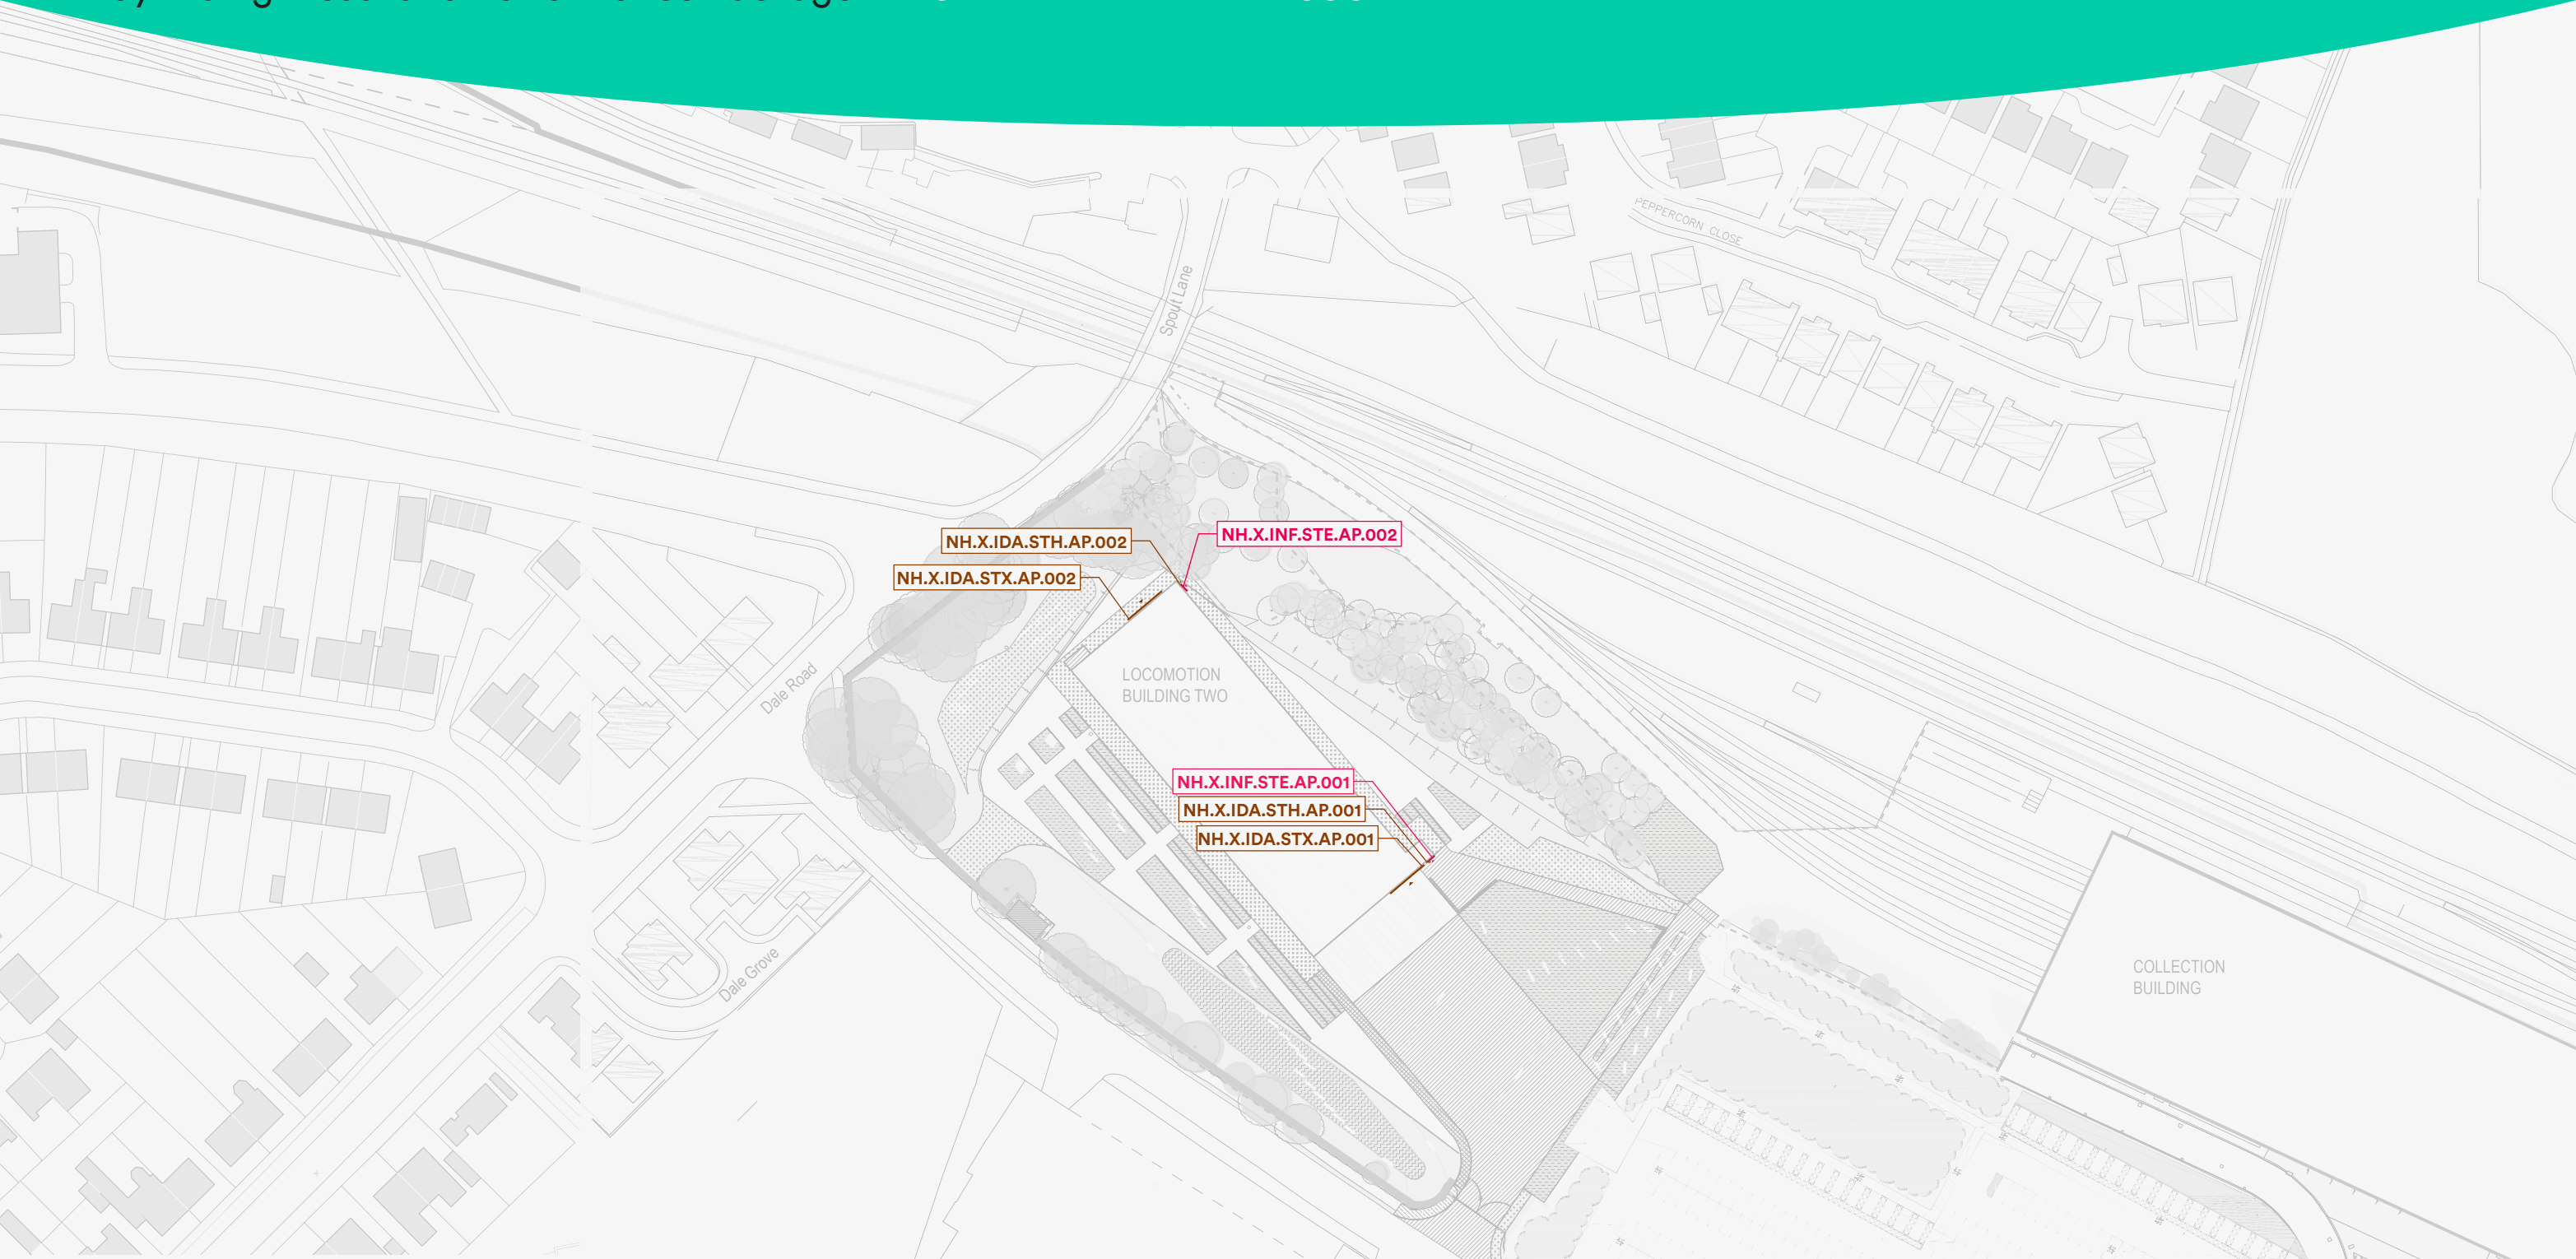 PEPPERCORN CLOSE
Spout Lane
NH.X.INF.STE.AP.002
NH.X.IDA.STH.AP.002
NH.X.IDA.STX.AP.002
LOCOMOTION
BUILDING TWO
Dale Road
NH.X.INF.STE.AP.001
NH.X.IDA.STH.AP.001
NH.X.IDA.STX.AP.001
Dale Grove
COLLECTION
BUILDING